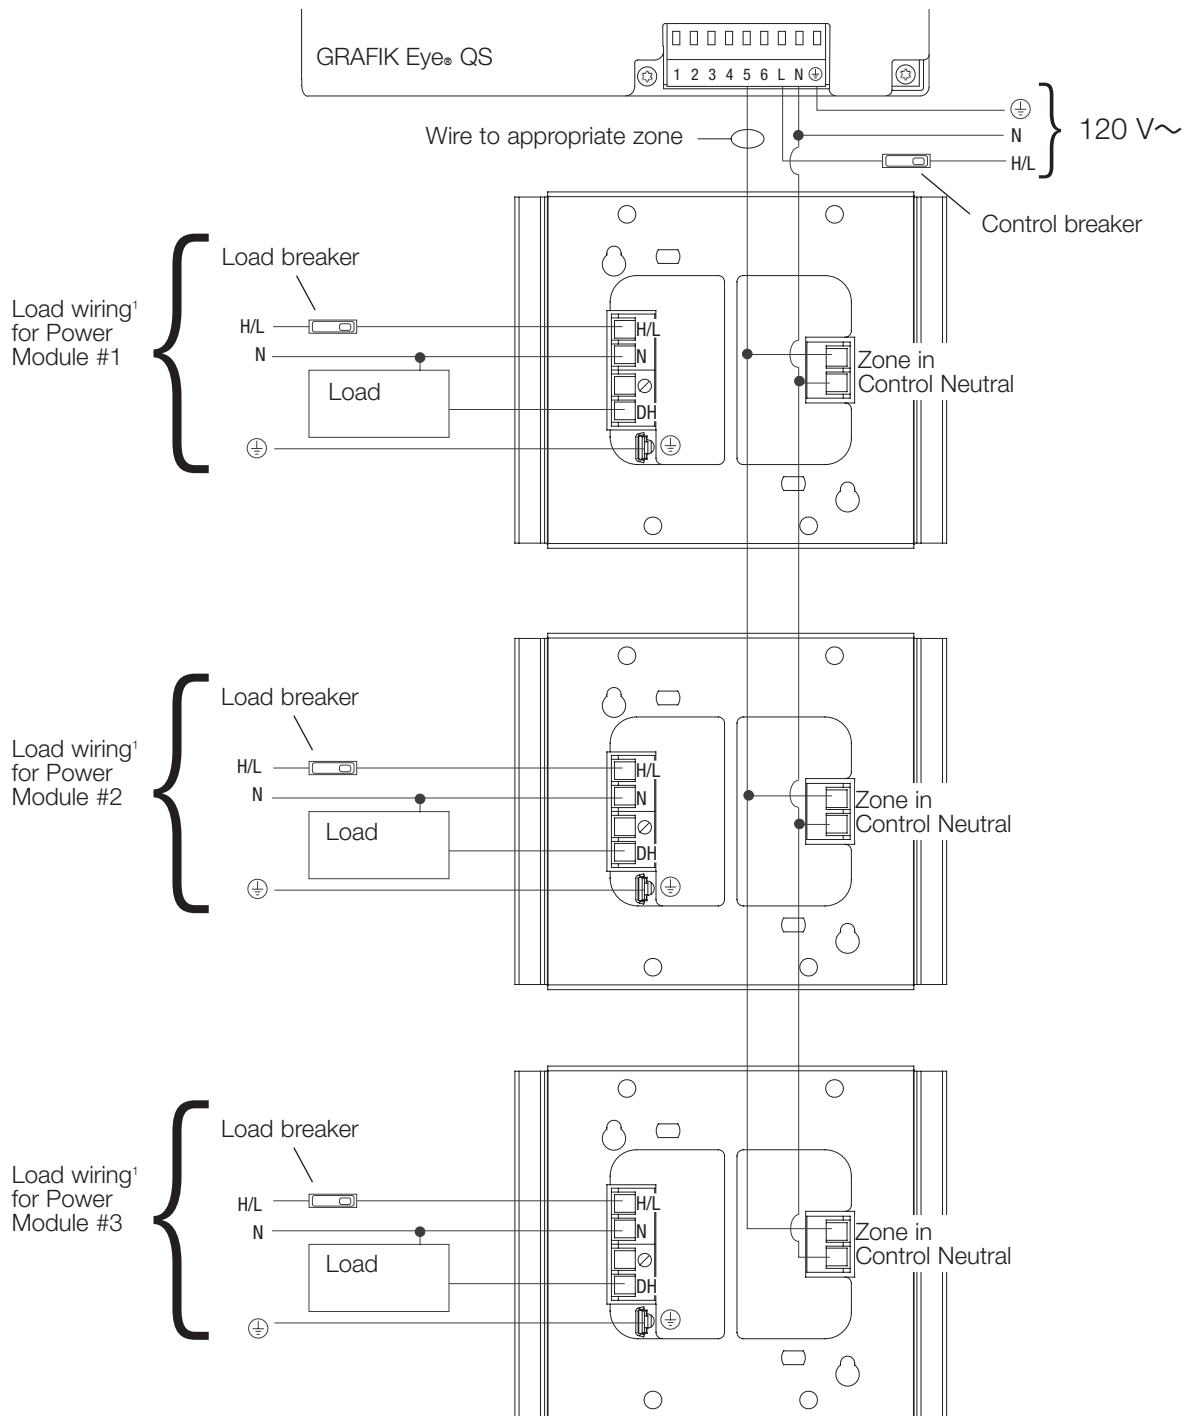 GRAFIK Eye® QS
1 2 3 4 5 6 L N
Wire to appropriate zone
N
H/L
120 V~
Control breaker
Load wiring¹
for Power
Module #1
Load breaker
H/L
N
Load
H/L
N
DH
Zone in
Control Neutral
Load wiring¹
for Power
Module #2
Load breaker
H/L
N
Load
H/L
N
DH
Zone in
Control Neutral
Load wiring¹
for Power
Module #3
Load breaker
H/L
N
Load
H/L
N
DH
Zone in
Control Neutral